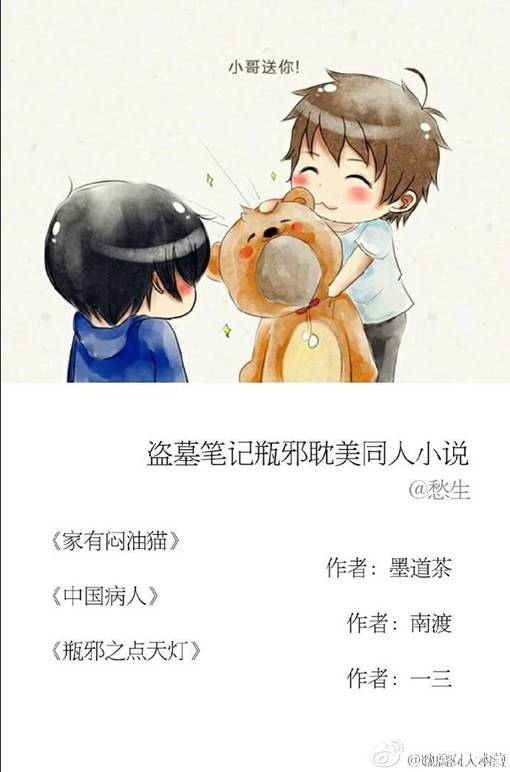 小哥送你!
盗墓笔记瓶邪耽美同人小说
@愁生
《家有闷油猫》
作者：墨道茶
《中国病人》
作者：南渡
《瓶邪之点天灯》
作者：一三